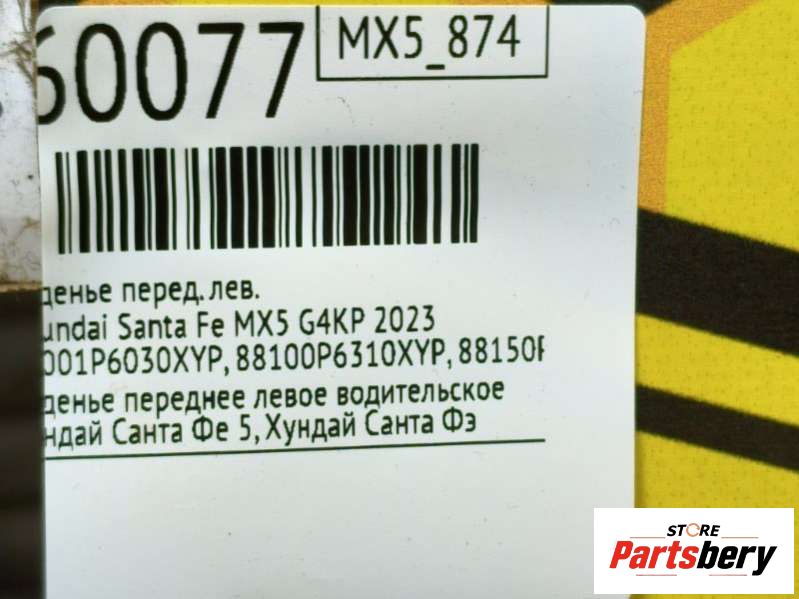 60077
MX5_874
денье перед.лев.
undai Santa Fe MX5 G4KP 2023
001P6030XYP, 88100P6310XYP, 88150P
денье переднее левое водительское
ндай Санта Фе 5, Хундай Санта Фэ
STORE
Partsbery